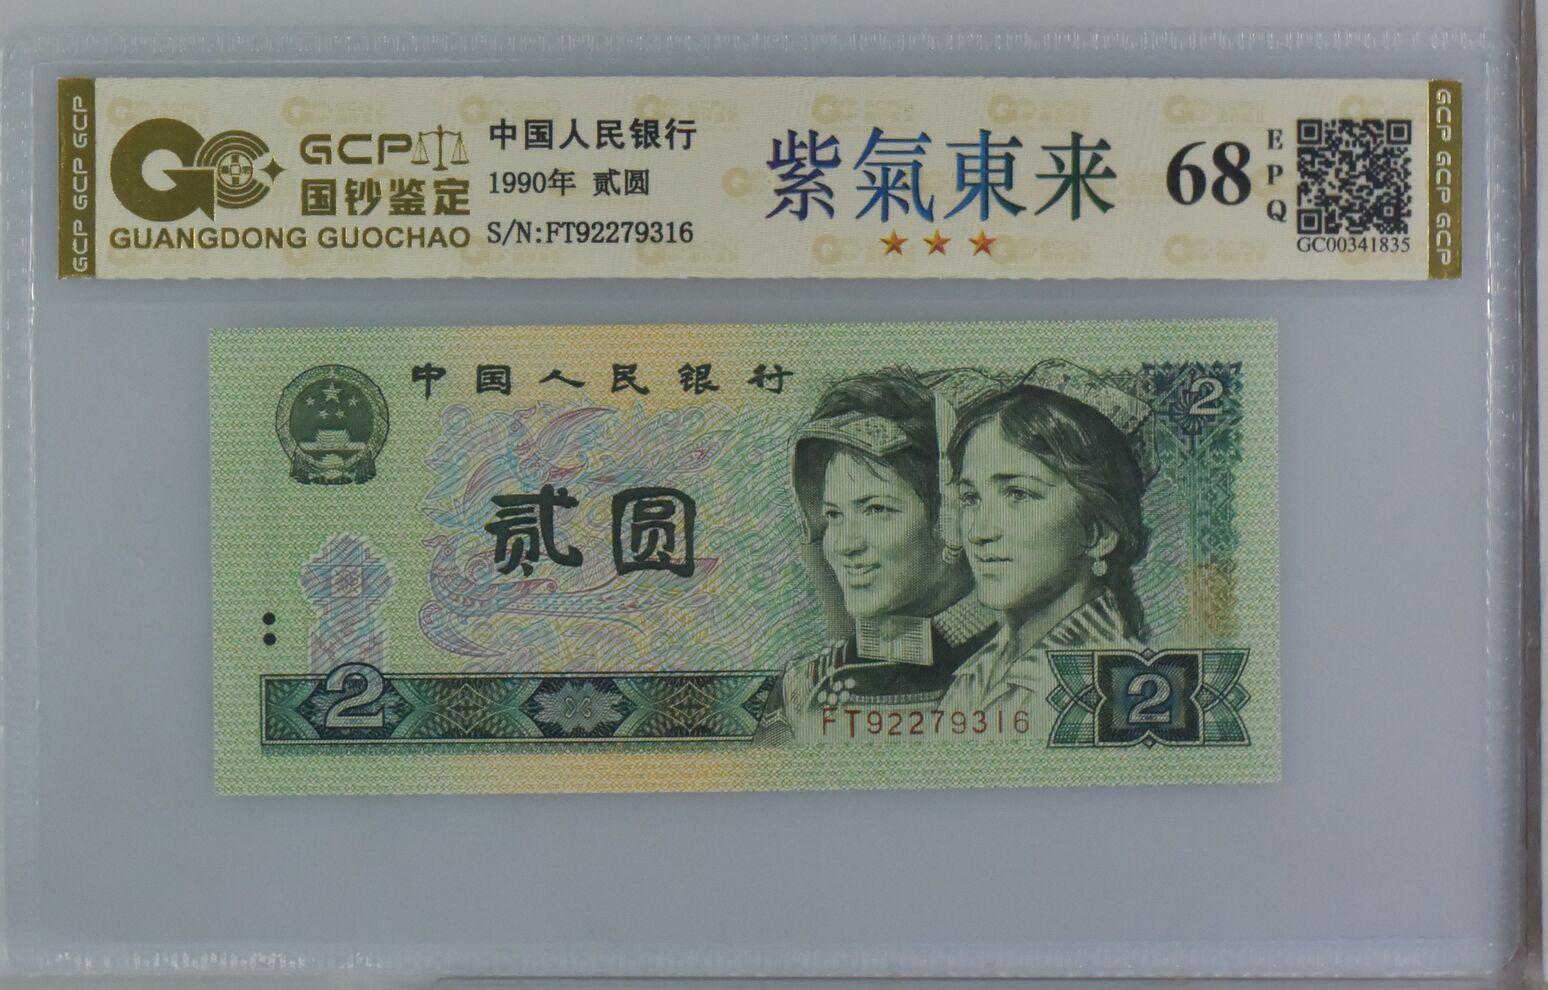 GCP GCP GCP
GCP
国钞鉴定
GUANGDONG GUOCHAO
中国人民银行
1990年 贰圆
S/N:FT92279316
紫氣東来
68
EPQ
GC00341835
GCP GCP GCP
中国人民银行
2
贰圆
2
2
FT92279316